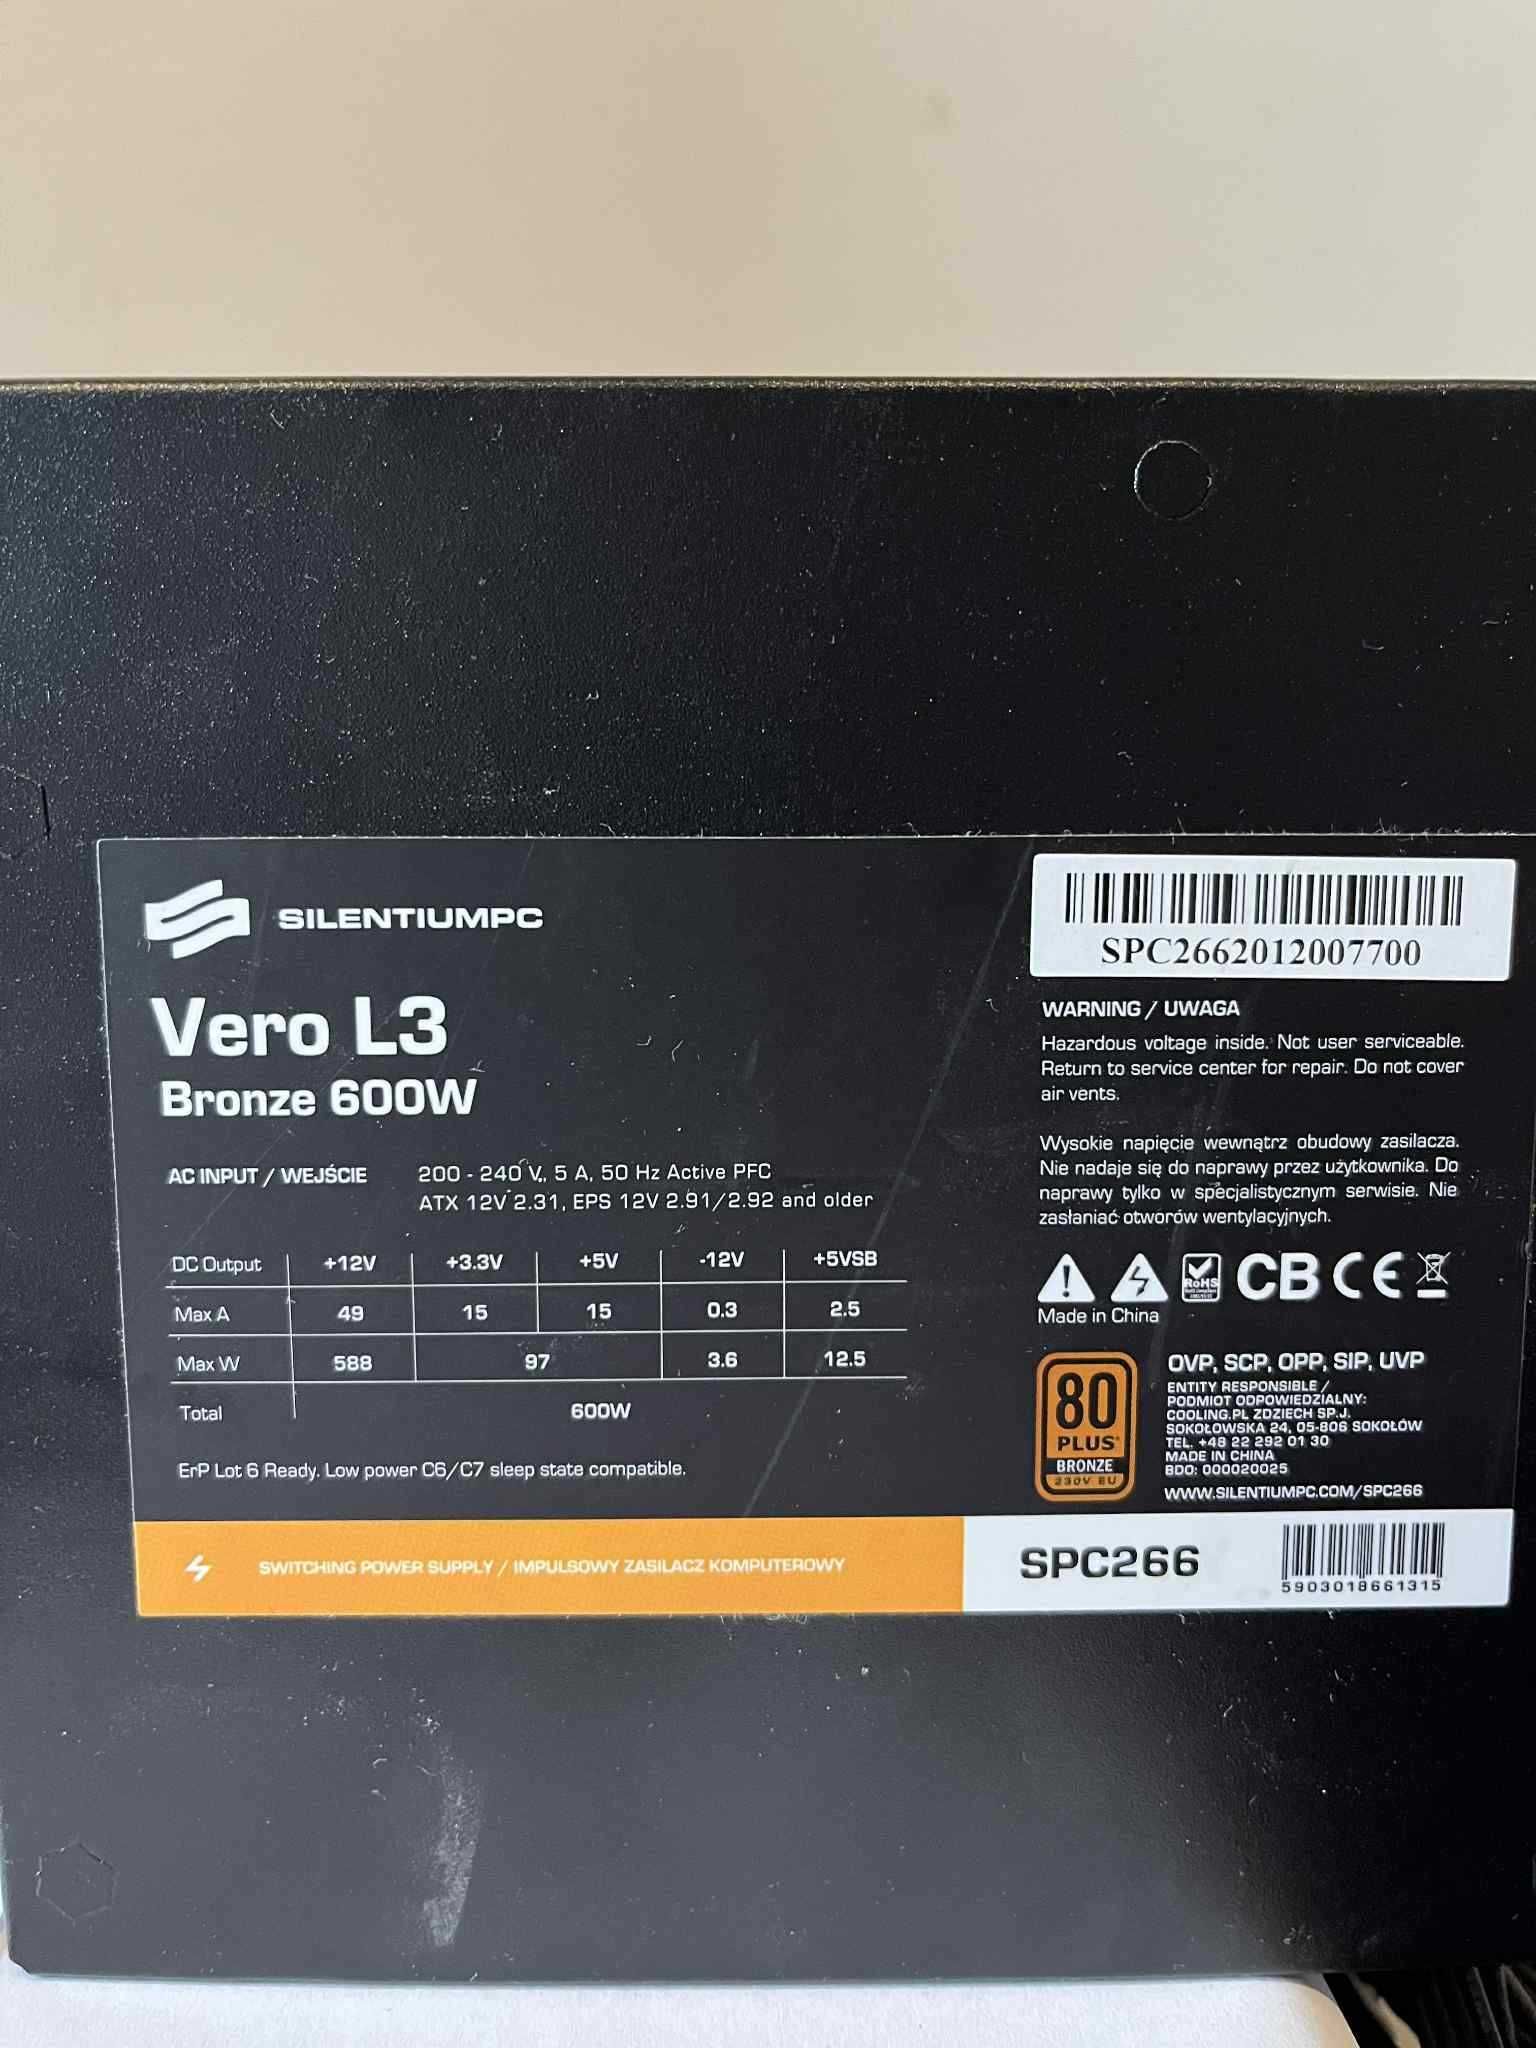 SILENTIUMPC
Vero L3
Bronze 600W
AC INPUT / WEJŚCIE 200 - 240 V, 5 A, 50 Hz Active PFC
ATX 12V 2.31, EPS 12V 2.91/2.92 and older
DC Output +12V +3.3V +5V -12V +5VSB
Max A 49 15 15 0.3 2.5
Max W 588 97 3.6 12.5
Total 600W
ErP Lot 6 Ready. Low power C6/C7 sleep state compatible.
SPC2662012007700
WARNING / UWAGA
Hazardous voltage inside. Not user serviceable.
Return to service center for repair. Do not cover
air vents.
Wysokie napięcie wewnątrz obudowy zasilacza.
Nie nadaje się do naprawy przez użytkownika. Do
naprawy tylko w specjalistycznym serwisie. Nie
zasłaniać otworów wentylacyjnych.
RoHS
CB CE
Made in China
80
PLUS
BRONZE
230V EU
OVP, SCP, OPP, SIP, UVP
ENTITY RESPONSIBLE /
PODMIOT ODPOWIEDZIALNY:
COOLING.PL ZDZIECH SP.J.
SOKOŁOWSKA 24, 05-806 SOKOŁÓW
TEL. +48 22 292 01 30
MADE IN CHINA
BDO: 000020025
WWW.SILENTIUMPC.COM/SPC266
SWITCHING POWER SUPPLY / IMPULSOWY ZASILACZ KOMPUTEROWY
SPC266
5903018661315